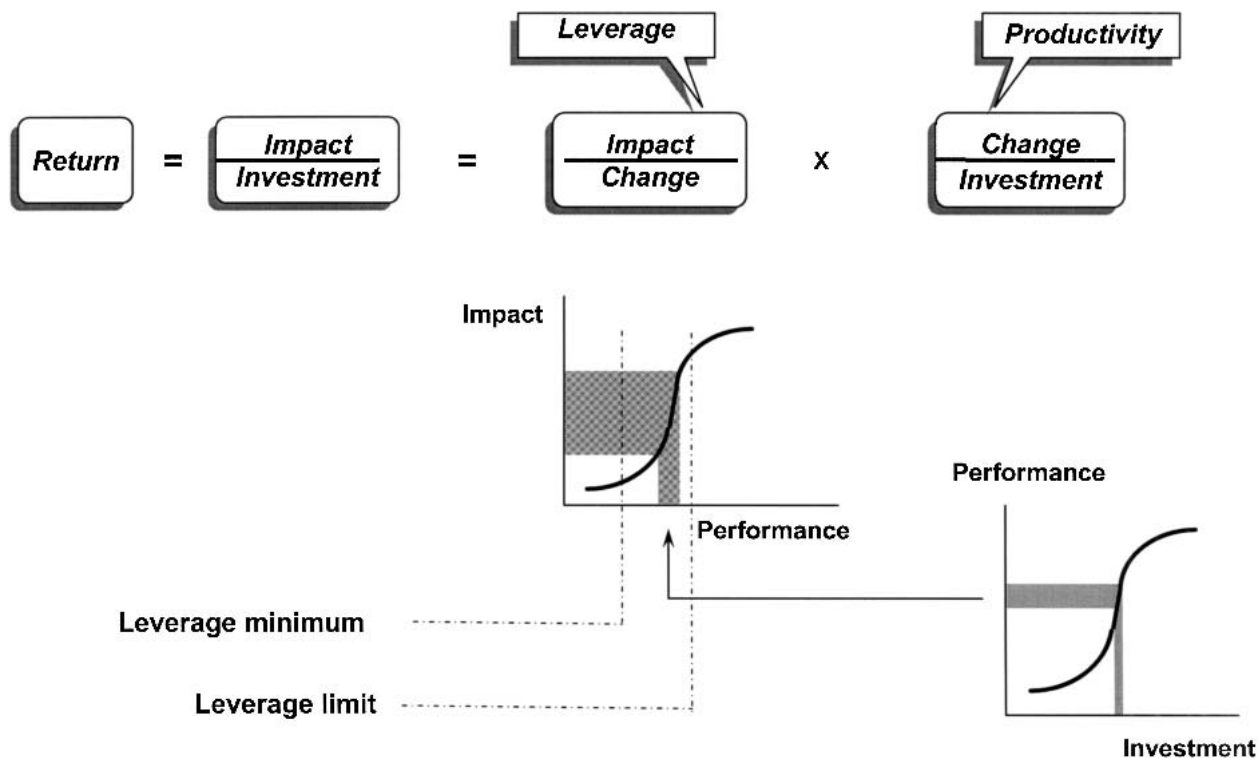 Leverage
Productivity
Return
=
Impact
Investment
=
Impact
Change
x
Change
Investment
Impact
Performance
Performance
Leverage minimum
Leverage limit
Investment